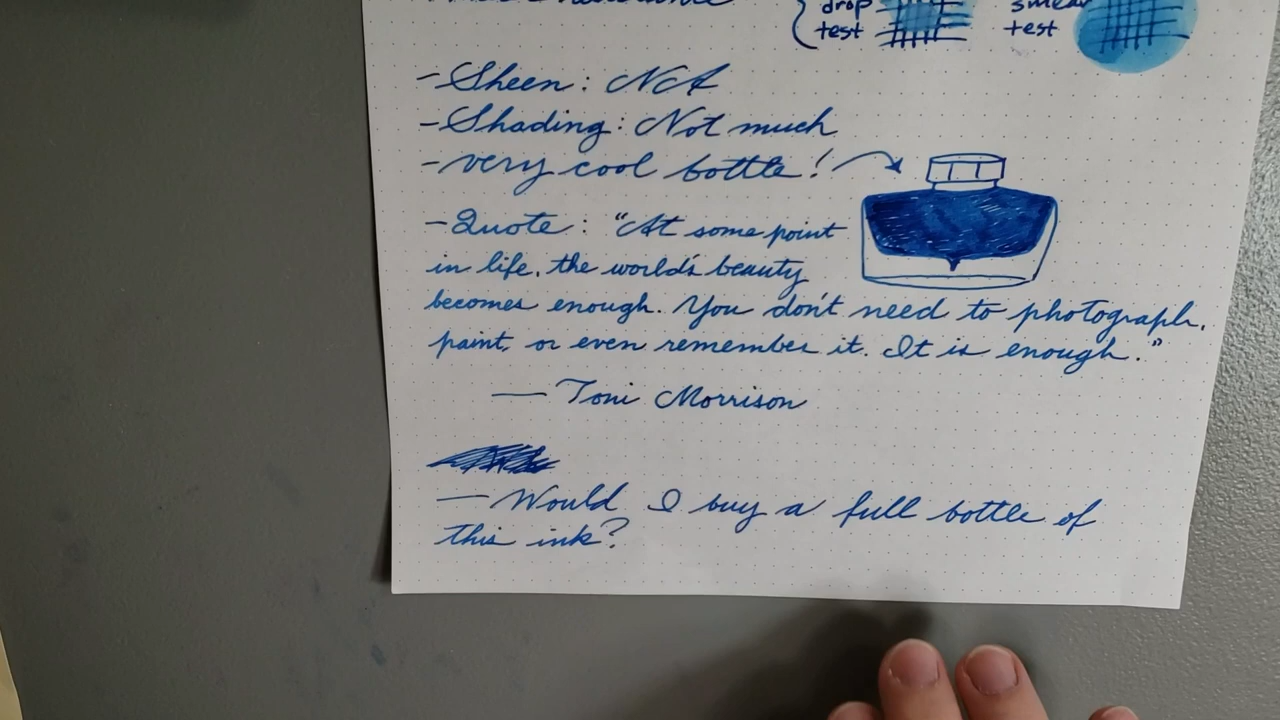 drop smear
test test
- Sheen: NA
- Shading: Not much
- very cool bottle!
- Quote: "At some point
in life, the world's beauty
becomes enough. You don't need to photograph,
paint, or even remember it. It is enough."
— Toni Morrison
— Would I buy a full bottle of
this ink?